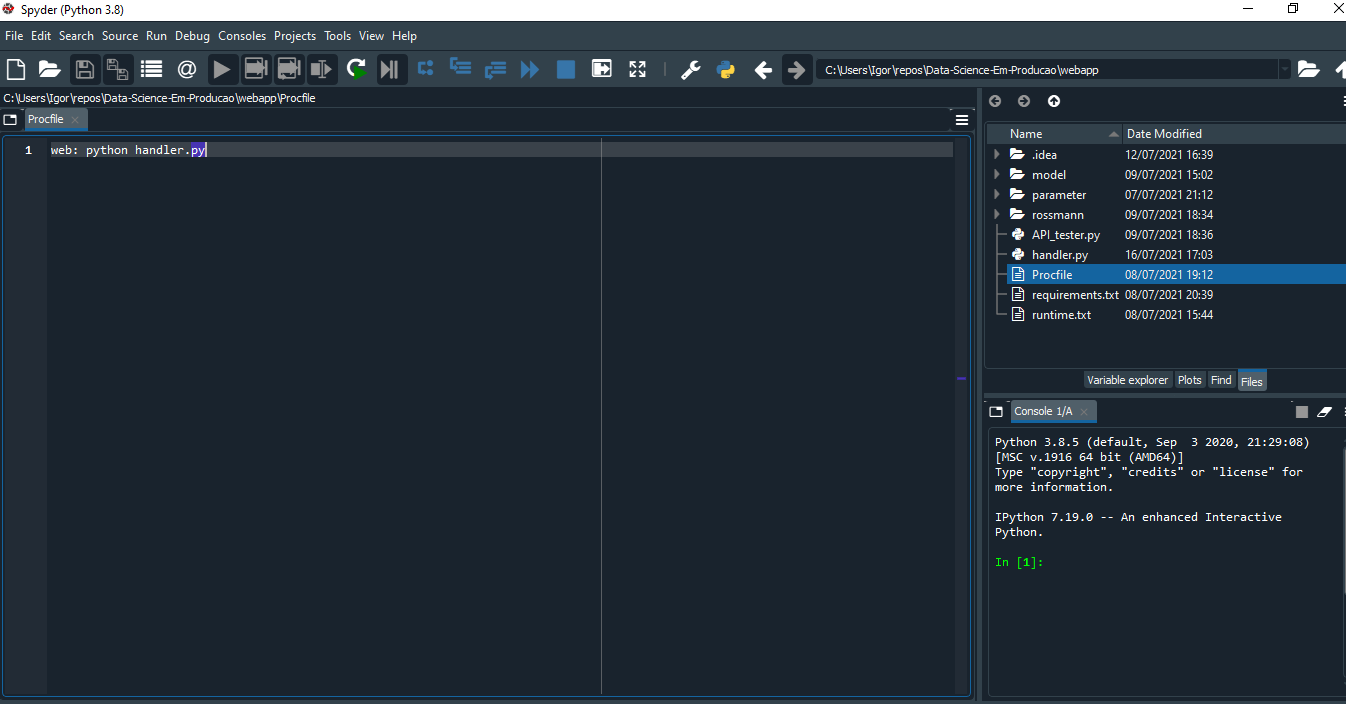 Spyder (Python 3.8)
File Edit Search Source Run Debug Consoles Projects Tools View Help
C:\Users\Igor\repos\Data-Science-Em-Producao\webapp
C:\Users\Igor\repos\Data-Science-Em-Producao\webapp\Procfile
Procfile
1 web: python handler.py
Name Date Modified
.idea 12/07/2021 16:39
model 09/07/2021 15:02
parameter 07/07/2021 21:12
rossmann 09/07/2021 18:34
API_tester.py 09/07/2021 18:36
handler.py 16/07/2021 17:03
Procfile 08/07/2021 19:12
requirements.txt 08/07/2021 20:39
runtime.txt 08/07/2021 15:44
Variable explorer Plots Find Files
Console 1/A
Python 3.8.5 (default, Sep  3 2020, 21:29:08)
[MSC v.1916 64 bit (AMD64)]
Type "copyright", "credits" or "license" for
more information.
IPython 7.19.0 -- An enhanced Interactive
Python.
In [1]: